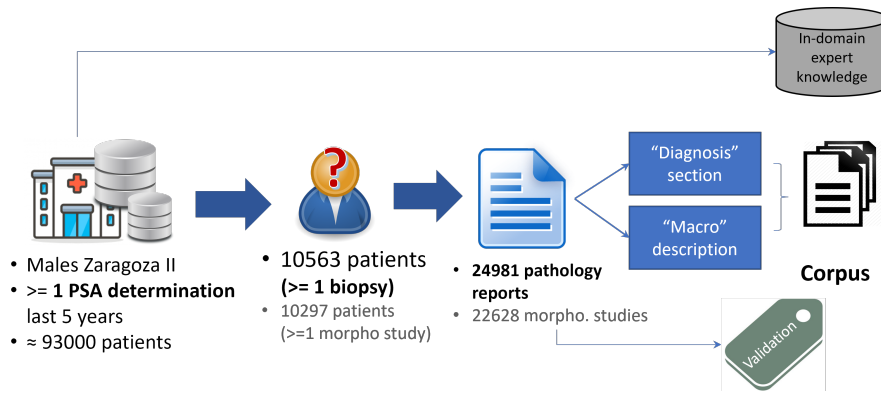 In-domain
expert
knowledge
?
• Males Zaragoza II
• >= 1 PSA determination
last 5 years
• ≈ 93000 patients
• 10563 patients
(>= 1 biopsy)
• 10297 patients
(>=1 morpho study)
• 24981 pathology
reports
• 22628 morpho. studies
“Diagnosis”
section
“Macro”
description
Corpus
Validation